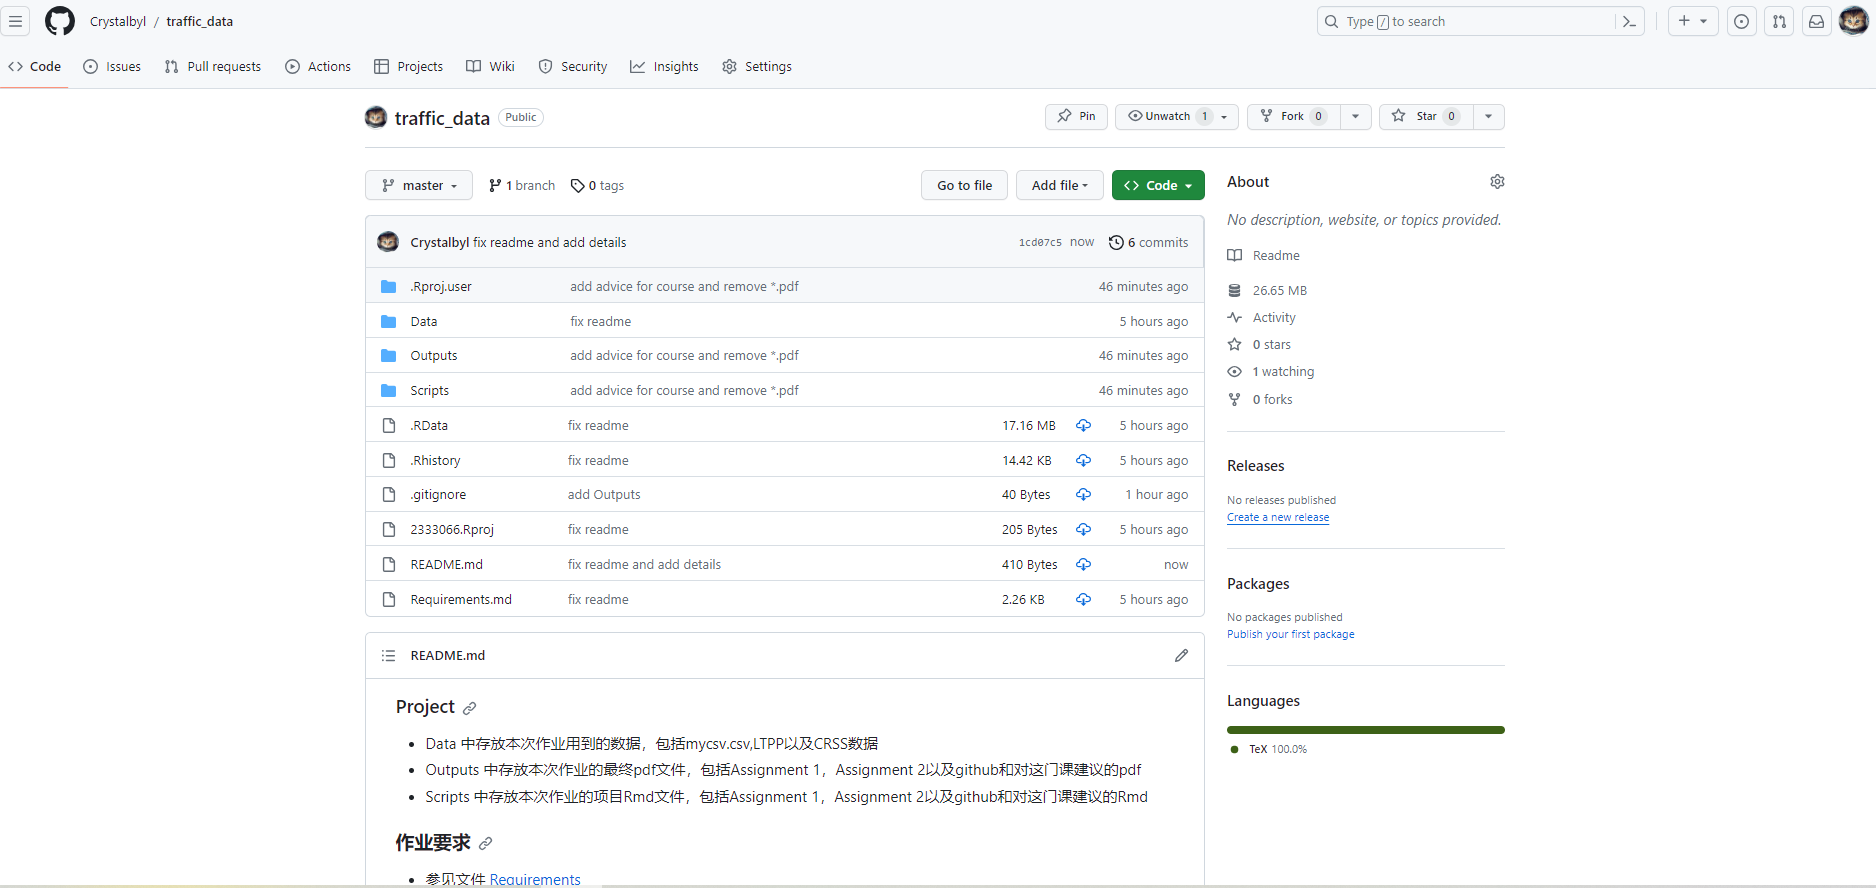 Crystalbyl / traffic_data
Type / to search
Code Issues Pull requests Actions Projects Wiki Security Insights Settings
traffic_data Public
Pin Unwatch 1 Fork 0 Star 0
master 1 branch 0 tags Go to file Add file Code
Crystalbyl fix readme and add details 1cd07c5 now 6 commits
.Rproj.user add advice for course and remove *.pdf 46 minutes ago
Data fix readme 5 hours ago
Outputs add advice for course and remove *.pdf 46 minutes ago
Scripts add advice for course and remove *.pdf 46 minutes ago
.RData fix readme 17.16 MB 5 hours ago
.Rhistory fix readme 14.42 KB 5 hours ago
.gitignore add Outputs 40 Bytes 1 hour ago
2333066.Rproj fix readme 205 Bytes 5 hours ago
README.md fix readme and add details 410 Bytes now
Requirements.md fix readme 2.26 KB 5 hours ago
README.md
Project
Data 中存放本次作业用到的数据，包括mycsv.csv,LTPP以及CRSS数据
Outputs 中存放本次作业的最终pdf文件，包括Assignment 1，Assignment 2以及github和对这门课建议的pdf
Scripts 中存放本次作业的项目Rmd文件，包括Assignment 1，Assignment 2以及github和对这门课建议的Rmd
作业要求
参见文件 Requirements
About
No description, website, or topics provided.
Readme
26.65 MB
Activity
0 stars
1 watching
0 forks
Releases
No releases published
Create a new release
Packages
No packages published
Publish your first package
Languages
TeX 100.0%